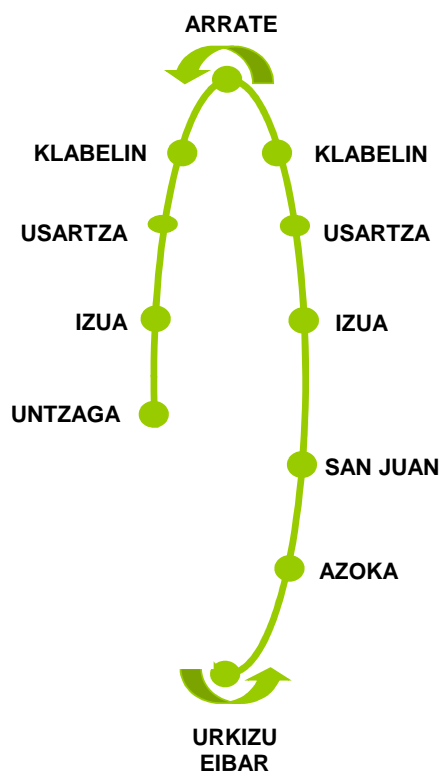 ARRATE
KLABELIN
KLABELIN
USARTZA
USARTZA
IZUA
IZUA
UNTZAGA
SAN JUAN
AZOKA
URKIZU
EIBAR